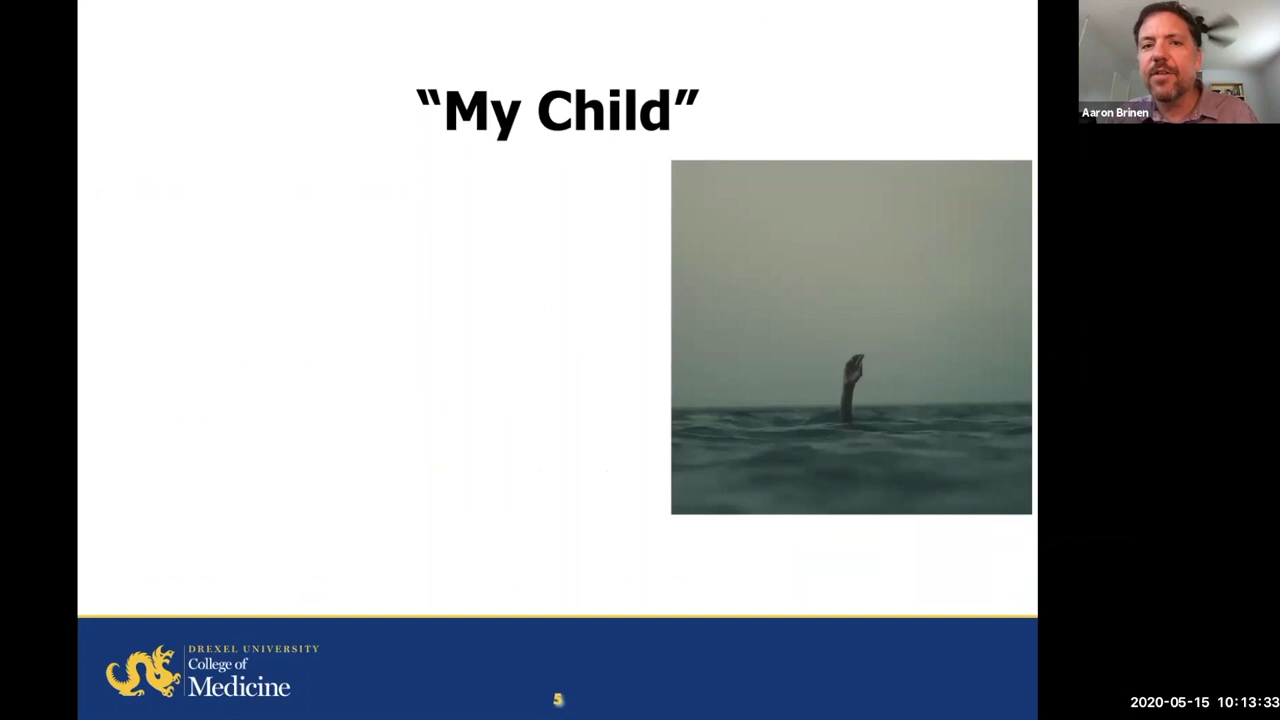 “My Child”
Aaron Brinen
DREXEL UNIVERSITY
College of
Medicine
5
2020-05-15 10:13:33